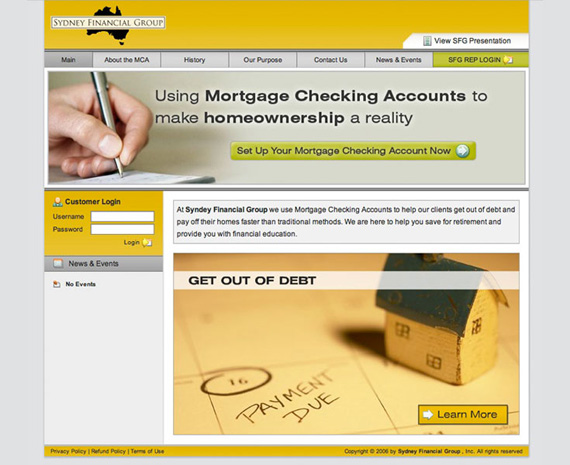 SYDNEY FINANCIAL GROUP
View SFG Presentation
Main
About the MCA
History
Our Purpose
Contact Us
News & Events
SFG REP LOGIN
Using Mortgage Checking Accounts to
make homeownership a reality
Set Up Your Mortgage Checking Account Now
Customer Login
Username
Password
Login
News & Events
No Events
At Syndey Financial Group we use Mortgage Checking Accounts to help our clients get out of debt and
pay off their homes faster than traditional methods. We are here to help you save for retirement and
provide you with financial education.
GET OUT OF DEBT
16
PAYMENT
DUE
Learn More
Privacy Policy | Refund Policy | Terms of Use
Copyright © 2006 by Sydney Financial Group , Inc. All rights reserved